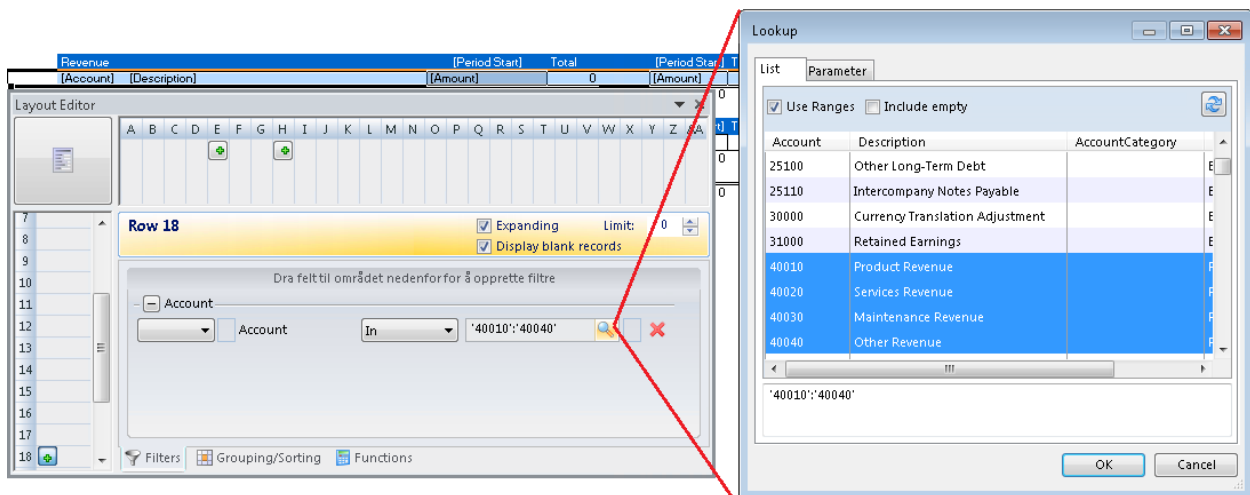 Revenue [Period Start] Total [Period Start] T
[Account] [Description] [Amount] 0 [Amount]
Layout Editor
A B C D E F G H I J K L M N O P Q R S T U V W X Y Z AA
0
t] T
0
0
7
8
9
10
11
12
13
14
15
16
17
18
Row 18
Expanding Limit: 0
Display blank records
Dra felt til området nedenfor for å opprette filtre
Account
Account In '40010':'40040'
Filters Grouping/Sorting Functions
Lookup
List Parameter
Use Ranges Include empty
Account Description AccountCategory
25100 Other Long-Term Debt E
25110 Intercompany Notes Payable E
30000 Currency Translation Adjustment E
31000 Retained Earnings E
40010 Product Revenue F
40020 Services Revenue F
40030 Maintenance Revenue F
40040 Other Revenue F
'40010':'40040'
OK Cancel